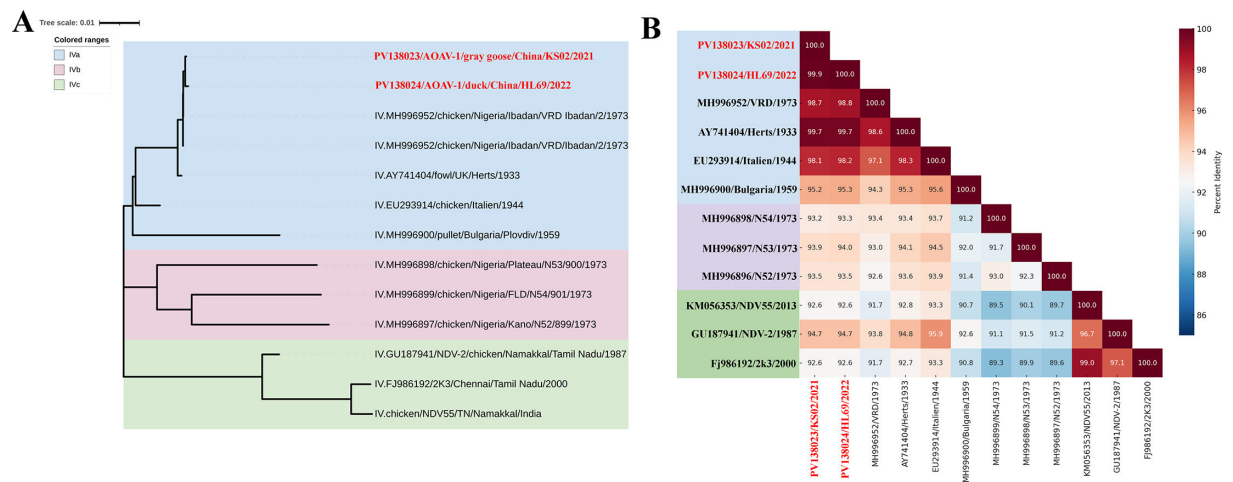 A
Tree scale: 0.01
Colored ranges
IVa
IVb
IVc
PV138023/AOAV-1/gray goose/China/KS02/2021
PV138024/AOAV-1/duck/China/HL69/2022
IV.MH996952/chicken/Nigeria/Ibadan/VRD Ibadan/2/1973
IV.MH996952/chicken/Nigeria/Ibadan/VRD/Ibadan/2/1973
IV.AY741404/fowl/UK/Herts/1933
IV.EU293914/chicken/Italien/1944
IV.MH996900/pullet/Bulgaria/Plovdiv/1959
IV.MH996898/chicken/Nigeria/Plateau/N53/900/1973
IV.MH996899/chicken/Nigeria/FLD/N54/901/1973
IV.MH996897/chicken/Nigeria/Kano/N52/899/1973
IV.GU187941/NDV-2/chicken/Namakkal/Tamil Nadu/1987
IV.FJ986192/2K3/Chennai/Tamil Nadu/2000
IV.chicken/NDV55/TN/Namakkal/India
B
PV138023/KS02/2021 100.0
PV138024/HL69/2022 99.9 100.0
MH996952/VRD/1973 98.7 98.8 100.0
AY741404/Herts/1933 99.7 99.7 98.6 100.0
EU293914/Italien/1944 98.1 98.2 97.1 98.3 100.0
MH996900/Bulgaria/1959 95.2 95.3 94.3 95.3 95.6 100.0
MH996898/N54/1973 93.2 93.3 93.4 93.4 93.7 91.2 100.0
MH996897/N53/1973 93.9 94.0 93.0 94.1 94.5 92.0 91.7 100.0
MH996896/N52/1973 93.5 93.5 92.6 93.6 93.9 91.4 93.0 92.3 100.0
KM056353/NDV55/2013 92.6 92.6 91.7 92.8 93.3 90.7 89.5 90.1 89.7 100.0
GU187941/NDV-2/1987 94.7 94.7 93.8 94.8 95.9 92.6 91.1 91.5 91.2 96.7 100.0
Fj986192/2k3/2000 92.6 92.6 91.7 92.7 93.3 90.8 89.3 89.9 89.6 99.0 97.1 100.0
PV138023/KS02/2021
PV138024/HL69/2022
MH996952/VRD/1973
AY741404/Herts/1933
EU293914/Italien/1944
MH996900/Bulgaria/1959
MH996899/N54/1973
MH996898/N53/1973
MH996897/N52/1973
KM056353/NDV55/2013
GU187941/NDV-2/1987
FJ986192/2K3/2000
100
98
96
94
92
90
88
86
Percent Identity